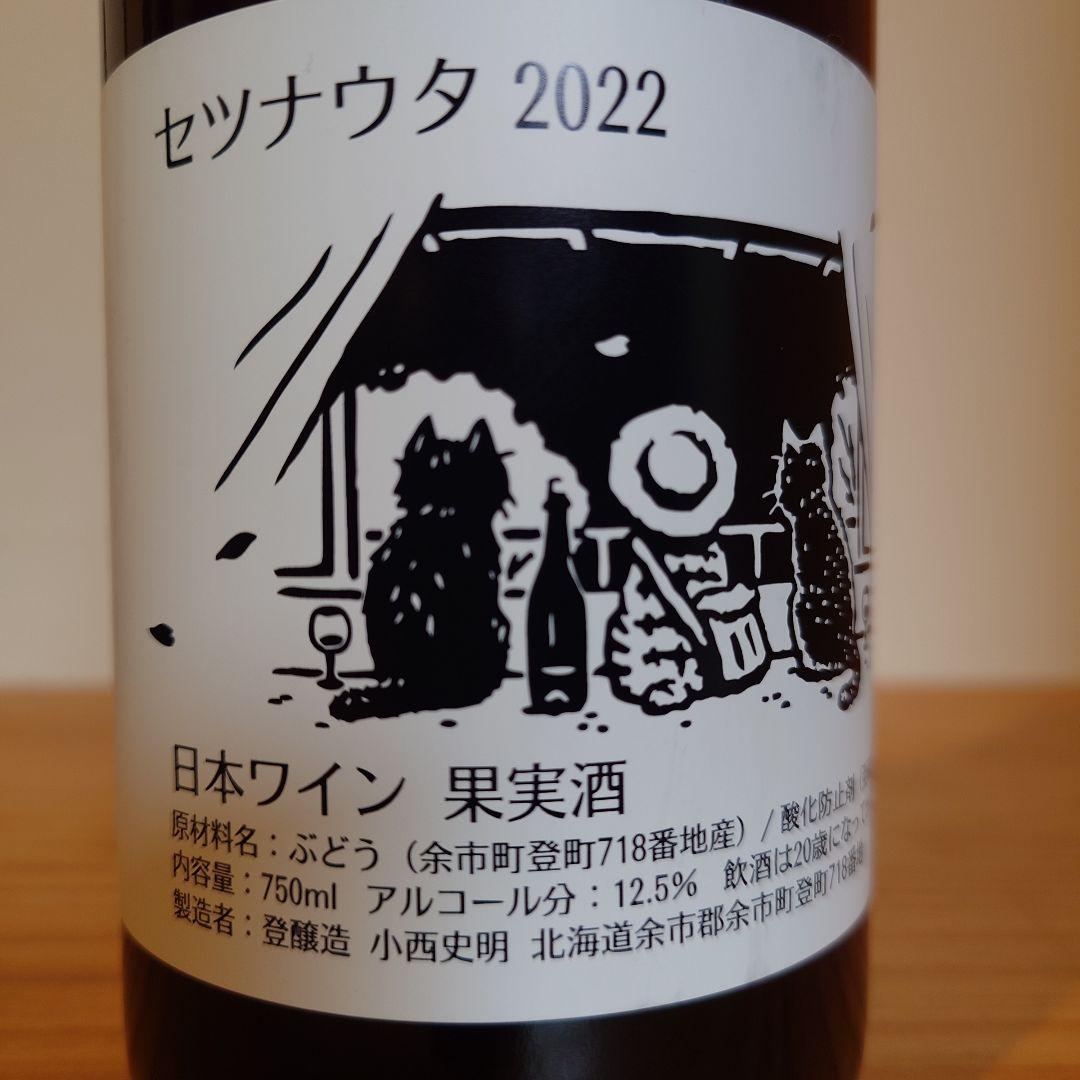 セツナウタ 2022
日本ワイン 果実酒
原材料名：ぶどう（余市町登町718番地産）/ 酸化防止剤（
内容量：750ml アルコール分：12.5% 飲酒は20歳になって
製造者：登醸造 小西史明 北海道余市郡余市町登町718番地